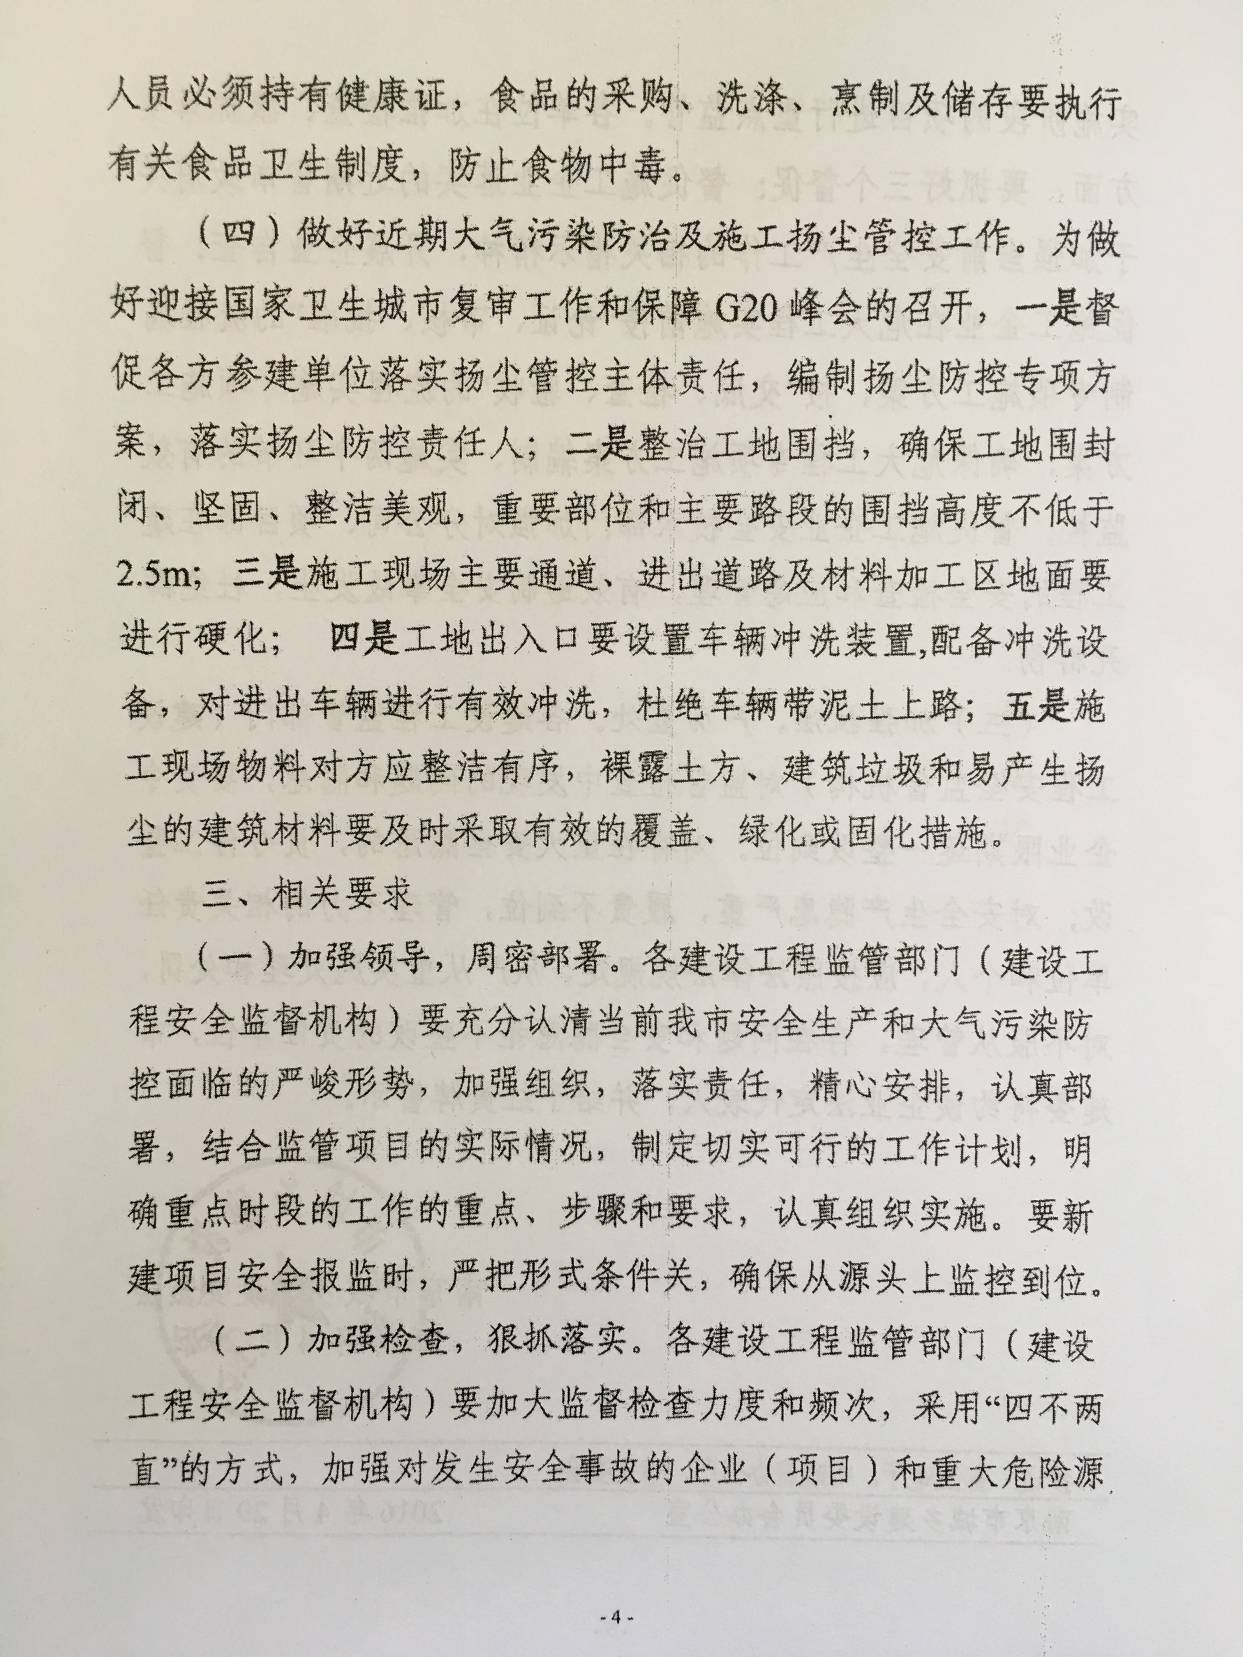 人员必须持有健康证，食品的采购、洗涤、烹制及储存要执行
有关食品卫生制度，防止食物中毒。
（四）做好近期大气污染防治及施工扬尘管控工作。为做
好迎接国家卫生城市复审工作和保障 G20 峰会的召开，一是督
促各方参建单位落实扬尘管控主体责任，编制扬尘防控专项方
案，落实扬尘防控责任人；二是整治工地围挡，确保工地围封
闭、坚固、整洁美观，重要部位和主要路段的围挡高度不低于
2.5m；三是施工现场主要通道、进出道路及材料加工区地面要
进行硬化； 四是工地出入口要设置车辆冲洗装置,配备冲洗设
备，对进出车辆进行有效冲洗，杜绝车辆带泥土上路；五是施
工现场物料对方应整洁有序，裸露土方、建筑垃圾和易产生扬
尘的建筑材料要及时采取有效的覆盖、绿化或固化措施。
三、相关要求
（一）加强领导，周密部署。各建设工程监管部门（建设工
程安全监督机构）要充分认清当前我市安全生产和大气污染防
控面临的严峻形势，加强组织，落实责任，精心安排，认真部
署，结合监管项目的实际情况，制定切实可行的工作计划，明
确重点时段的工作的重点、步骤和要求，认真组织实施。要新
建项目安全报监时，严把形式条件关，确保从源头上监控到位。
（二）加强检查，狠抓落实。各建设工程监管部门（建设
工程安全监督机构）要加大监督检查力度和频次，采用“四不两
直”的方式，加强对发生安全事故的企业（项目）和重大危险源
- 4 -